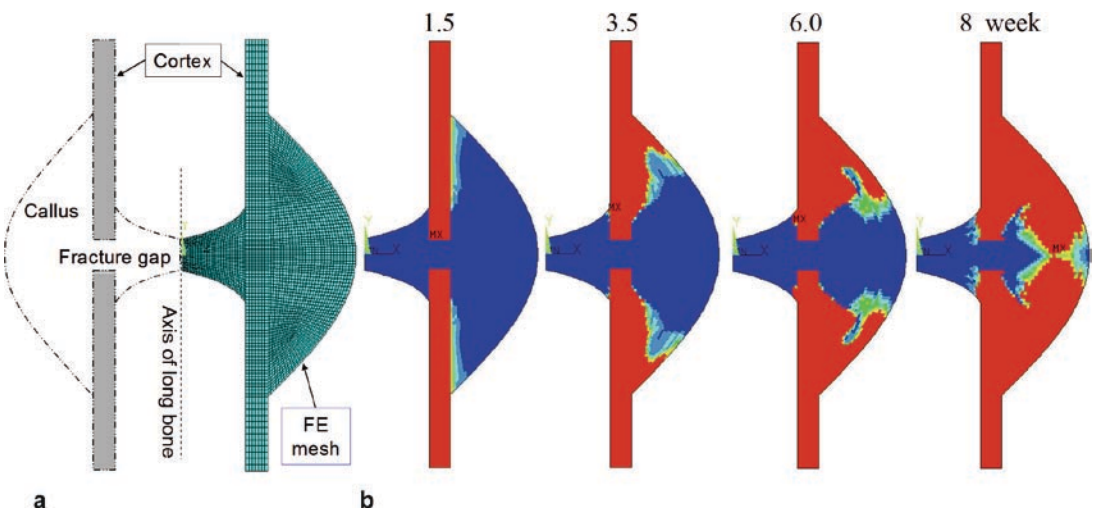 1.5 3.5 6.0 8 week
Cortex
Callus
Fracture gap
Axis of long bone
FE
mesh
Y
MX
Y
X
MX
Y
X
MX
Y
X
MX
Y
X
a b